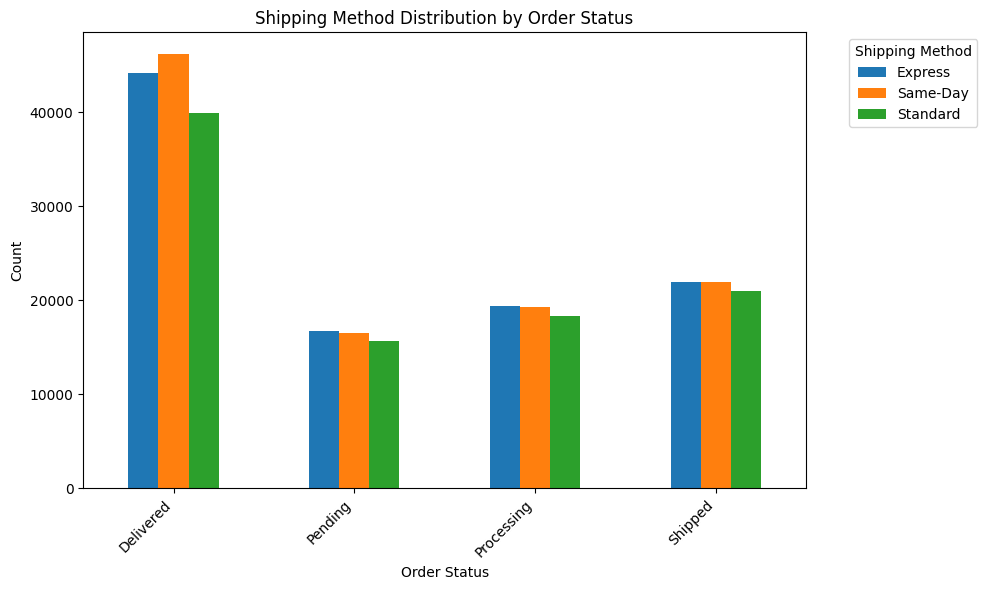 Shipping Method Distribution by Order Status
Shipping Method
Express
Same-Day
Standard
Count
40000
30000
20000
10000
0
Delivered
Pending
Processing
Shipped
Order Status